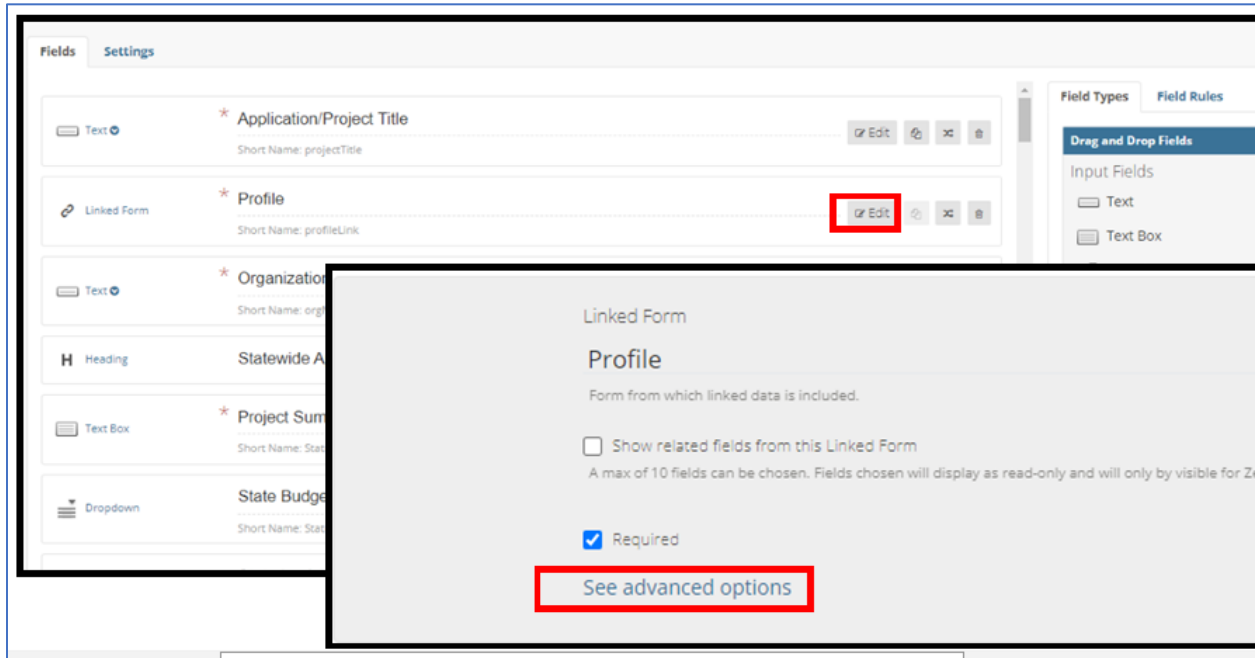 Fields Settings
Text
* Application/Project Title
Short Name: projectTitle
Edit
Linked Form
* Profile
Short Name: profileLink
Edit
Text
* Organization
Short Name:
H Heading
Statewide A
Text Box
* Project Sum
Short Name: Stat
Dropdown
State Budge
Short Name: Stat
Field Types Field Rules
Drag and Drop Fields
Input Fields
Text
Text Box
Linked Form
Profile
Form from which linked data is included.
Show related fields from this Linked Form
A max of 10 fields can be chosen. Fields chosen will display as read-only and will only by visible for Ze
Required
See advanced options